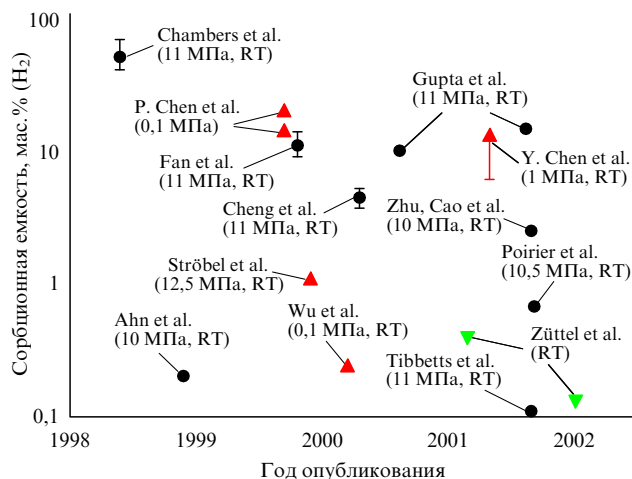 100
10
1
0,1
Сорбционная емкость, мас.% (H₂)
Chambers et al.
(11 МПа, RT)
P. Chen et al.
(0,1 МПа)
Fan et al.
(11 МПа, RT)
Cheng et al.
(11 МПа, RT)
Gupta et al.
(11 МПа, RT)
Y. Chen et al.
(1 МПа, RT)
Zhu, Cao et al.
(10 МПа, RT)
Poirier et al.
(10,5 МПа, RT)
Ströbel et al.
(12,5 МПа, RT)
Ahn et al.
(10 МПа, RT)
Wu et al.
(0,1 МПа, RT)
Züttel et al.
(RT)
Tibbetts et al.
(11 МПа, RT)
1998
1999
2000
2001
2002
Год опубликования